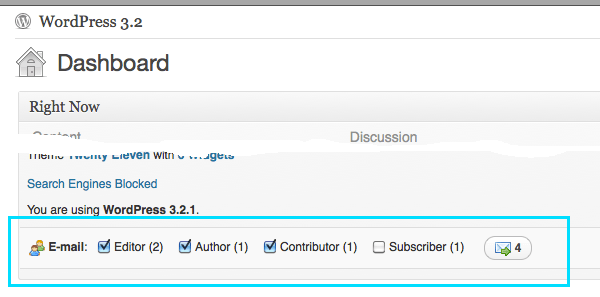 WordPress 3.2
Dashboard
Right Now
Content Discussion
Theme Twenty Eleven with 6 Widgets
Search Engines Blocked
You are using WordPress 3.2.1.
E-mail: Editor (2) Author (1) Contributor (1) Subscriber (1) 4